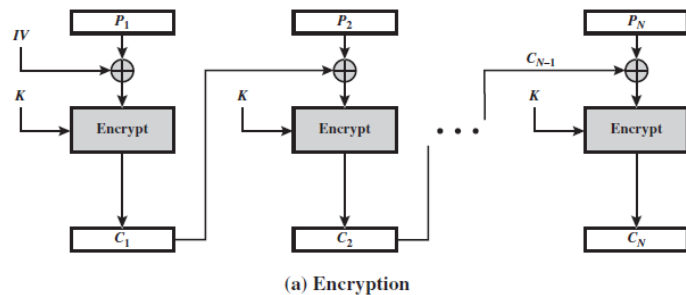 P1 P2 PN
IV
CN–1
K K K
Encrypt Encrypt Encrypt
C1 C2 CN
(a) Encryption